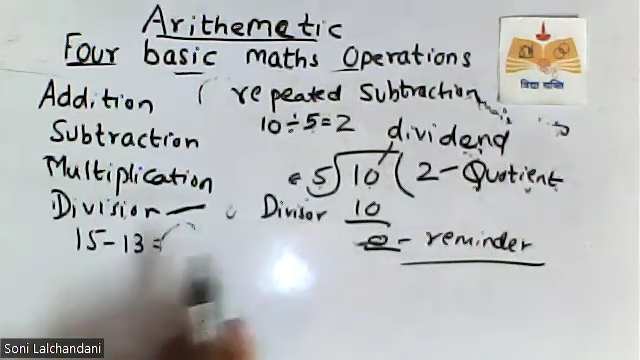 Arithemetic
Four basic maths Operations
Addition ( repeated Subtraction
Subtraction 10÷5=2 dividend
Multiplication 5) 10 ( 2 - Quotient
Division — Divisor 10
15-13= 0 - reminder
विद्या शक्ति
Soni Lalchandani